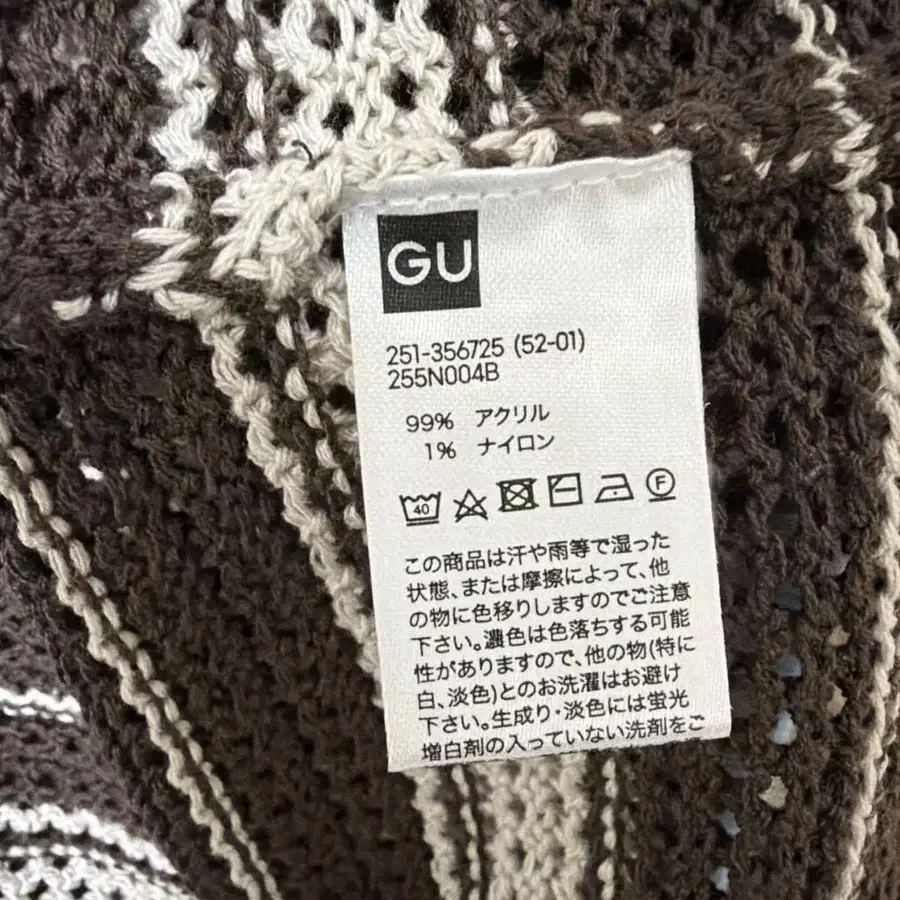 GU
251-356725 (52-01)
255N004B
99% アクリル
1% ナイロン
40 F
この商品は汗や雨等で湿った
状態、または摩擦によって、他
の物に色移りしますのでご注意
下さい。濃色は色落ちする可能
性がありますので、他の物(特に
白、淡色)とのお洗濯はお避け
下さい。生成り・淡色には蛍光
増白剤の入っていない洗剤をご